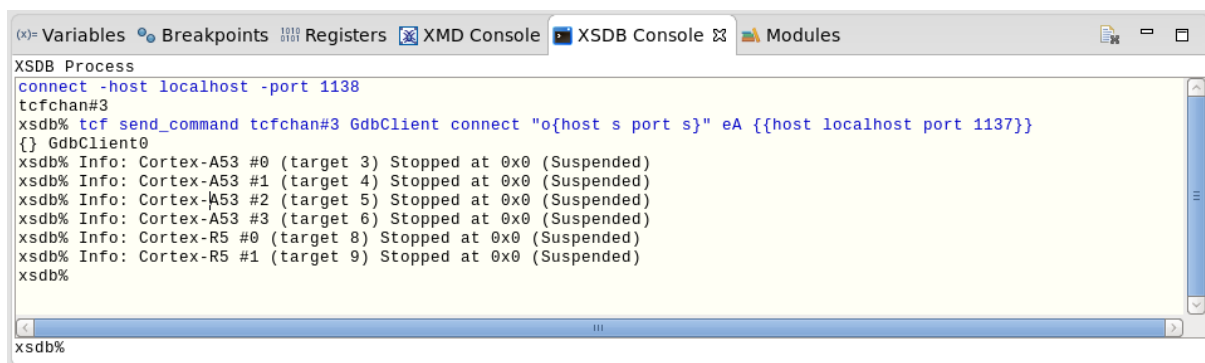 (x)= Variables Breakpoints 1010 0101 Registers XMD Console XSDB Console Modules
XSDB Process
connect -host localhost -port 1138
tcfchan#3
xsdb% tcf send_command tcfchan#3 GdbClient connect "o{host s port s}" eA {{host localhost port 1137}}
{} GdbClient0
xsdb% Info: Cortex-A53 #0 (target 3) Stopped at 0x0 (Suspended)
xsdb% Info: Cortex-A53 #1 (target 4) Stopped at 0x0 (Suspended)
xsdb% Info: Cortex-A53 #2 (target 5) Stopped at 0x0 (Suspended)
xsdb% Info: Cortex-A53 #3 (target 6) Stopped at 0x0 (Suspended)
xsdb% Info: Cortex-R5 #0 (target 8) Stopped at 0x0 (Suspended)
xsdb% Info: Cortex-R5 #1 (target 9) Stopped at 0x0 (Suspended)
xsdb%
xsdb%